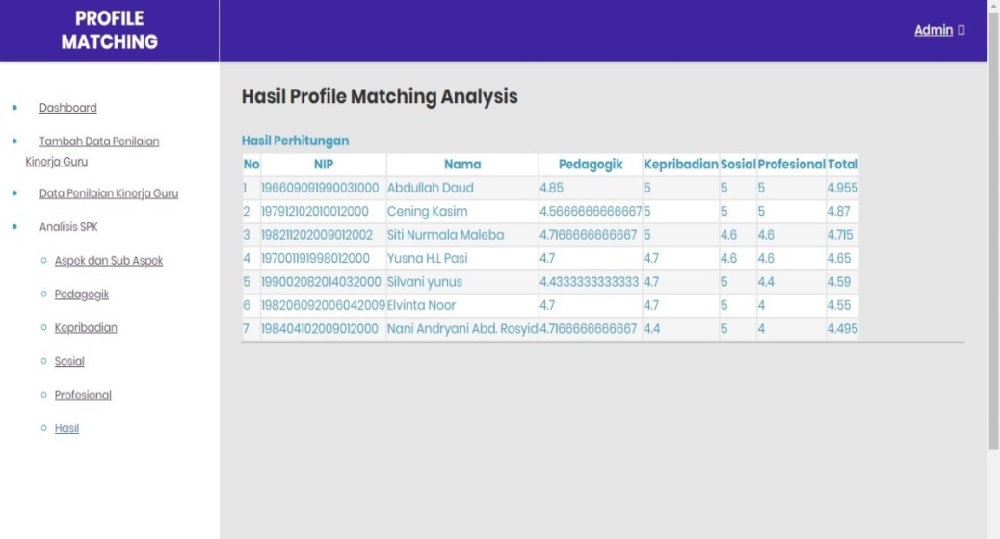 PROFILE
MATCHING
Admin
Dashboard
Tambah Data Penilaian
Kinerja Guru
Data Penilaian Kinerja Guru
Analisis SPK
Aspek dan Sub Aspek
Pedagogik
Kepribadian
Sosial
Profesional
Hasil
Hasil Profile Matching Analysis
Hasil Perhitungan
No NIP Nama Pedagogik Kepribadian Sosial Profesional Total
1 196609091990031000 Abdullah Daud 4.85 5 5 5 4.955
2 197912102010012000 Cening Kasim 4.5666666666667 5 5 5 4.87
3 198211202009012002 Siti Nurmala Maleba 4.7166666666667 5 4.6 4.6 4.715
4 197001191998012000 Yusna H.L Pasi 4.7 4.7 4.6 4.6 4.65
5 199002082014032000 Silvani yunus 4.4333333333333 4.7 5 4.4 4.59
6 198206092006042009 Elvinta Noor 4.7 4.7 5 4 4.55
7 198404102009012000 Nani Andryani Abd. Rosyid 4.7166666666667 4.4 5 4 4.495